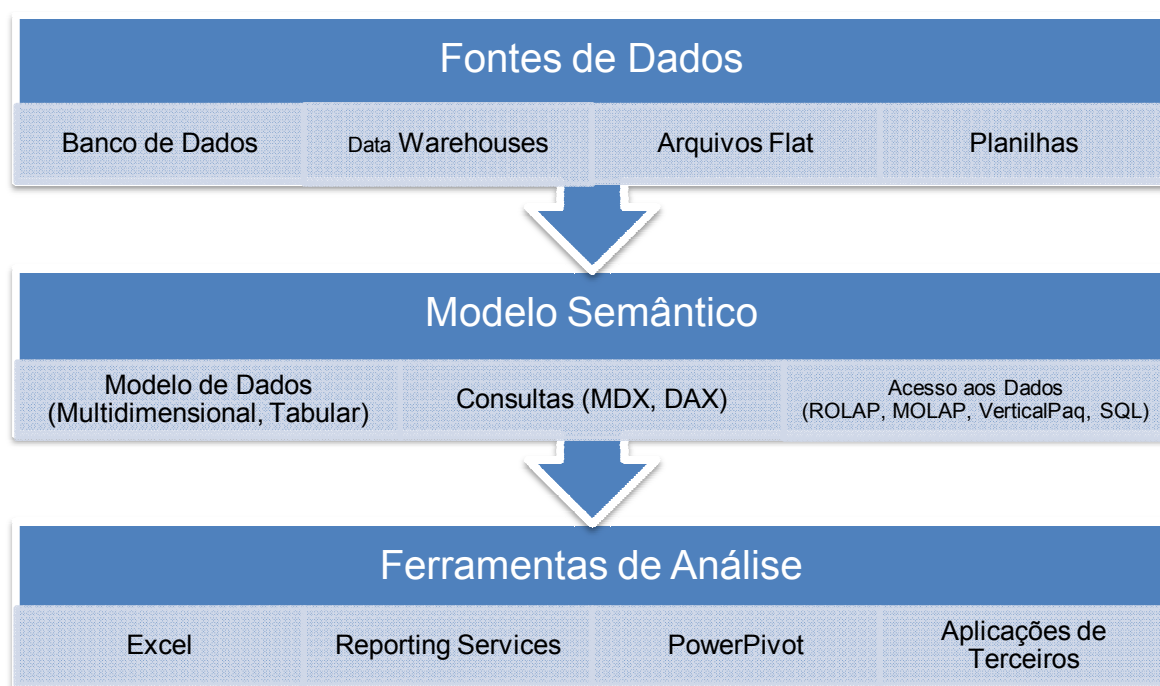 Fontes de Dados
Banco de Dados
Data Warehouses
Arquivos Flat
Planilhas
Modelo Semântico
Modelo de Dados
(Multidimensional, Tabular)
Consultas (MDX, DAX)
Acesso aos Dados
(ROLAP, MOLAP, VerticalPaq, SQL)
Ferramentas de Análise
Excel
Reporting Services
PowerPivot
Aplicações de
Terceiros